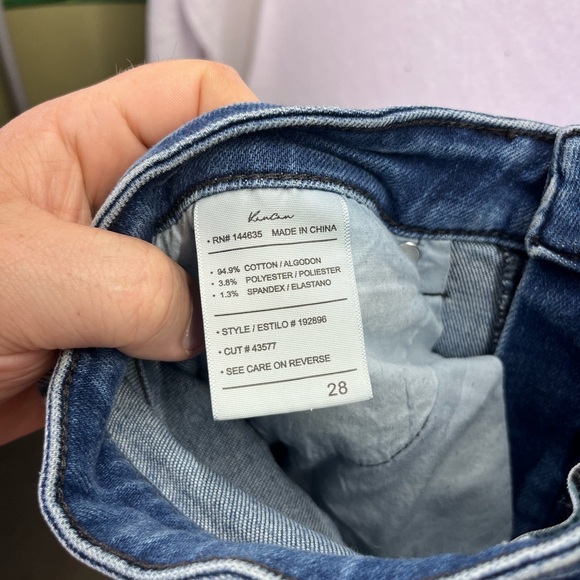 KanCan
• RN# 144635 MADE IN CHINA
• 94.9% COTTON / ALGODON
• 3.8% POLYESTER / POLIESTER
• 1.3% SPANDEX / ELASTANO
• STYLE / ESTILO # 192896
• CUT # 43577
• SEE CARE ON REVERSE
28